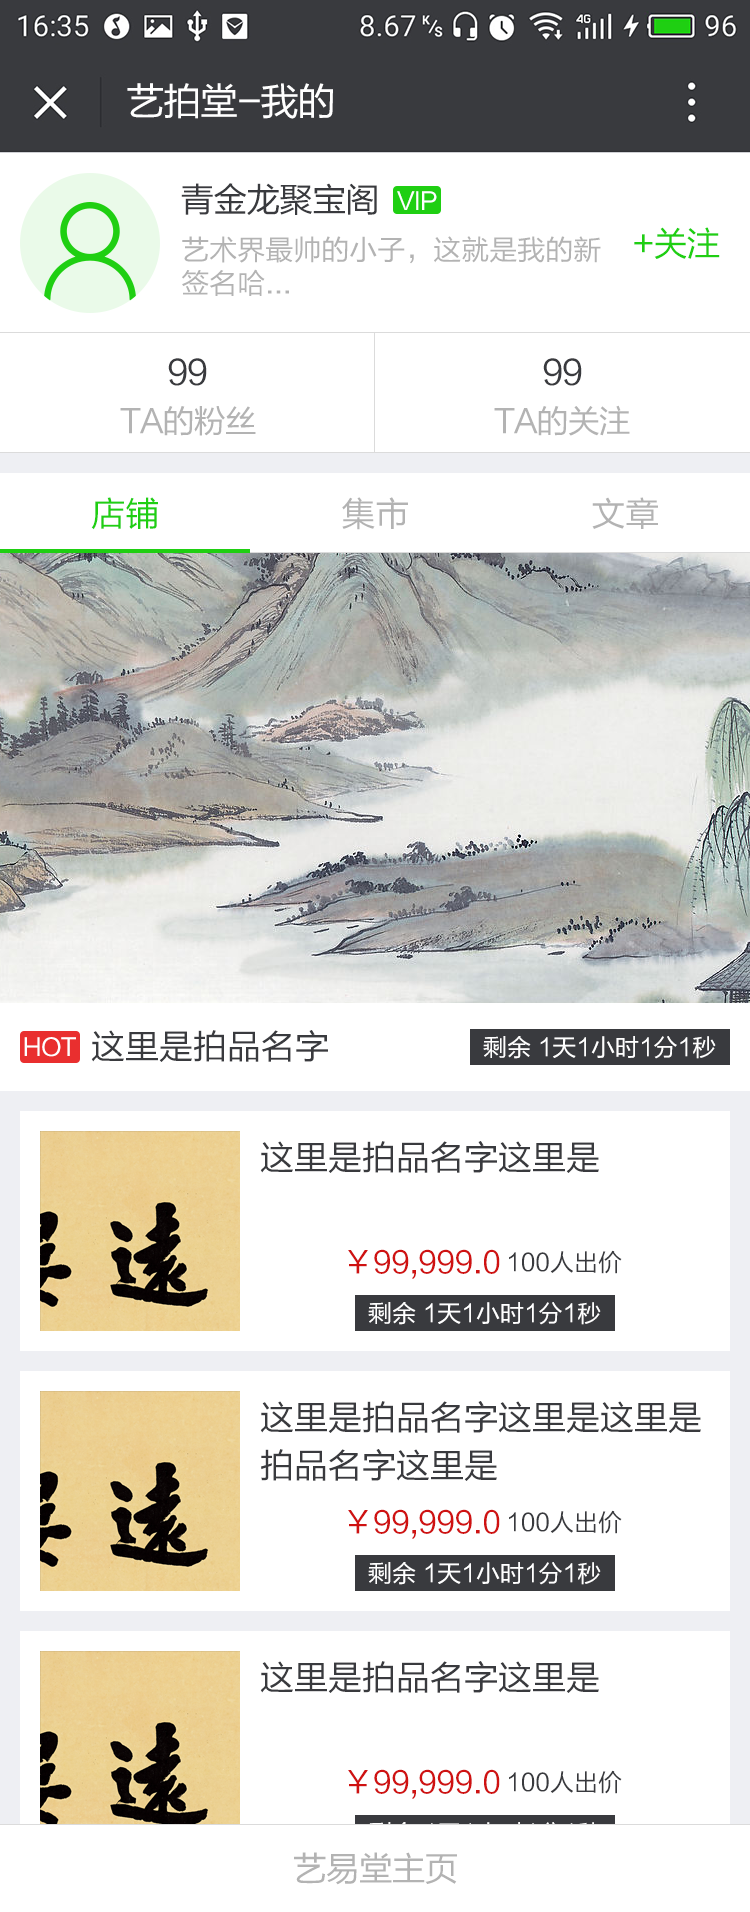 16:35
8.67 K/s
4G
96
艺拍堂-我的
青金龙聚宝阁 VIP
艺术界最帅的小子，这就是我的新
签名哈...
+关注
99
TA的粉丝
99
TA的关注
店铺
集市
文章
HOT 这里是拍品名字
剩余 1天1小时1分1秒
遠
这里是拍品名字这里是
￥99,999.0 100人出价
剩余 1天1小时1分1秒
遠
这里是拍品名字这里是这里是
拍品名字这里是
￥99,999.0 100人出价
剩余 1天1小时1分1秒
遠
这里是拍品名字这里是
￥99,999.0 100人出价
艺易堂主页